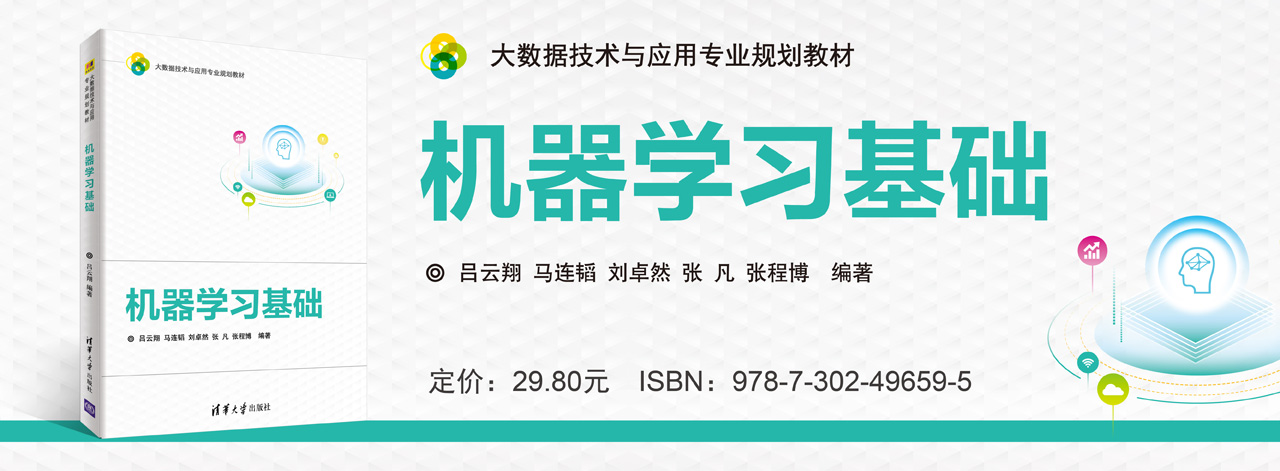 大数据技术与应用专业规划教材
机器学习基础
◎ 吕云翔 编著
清华大学出版社
大数据技术与应用专业规划教材
机器学习基础
◎ 吕云翔 马连韬 刘卓然 张 凡 张程博 编著
清华大学出版社
大数据技术与应用专业规划教材
机器学习基础
◎ 吕云翔 马连韬 刘卓然 张 凡 张程博 编著
定价：29.80元 ISBN：978-7-302-49659-5